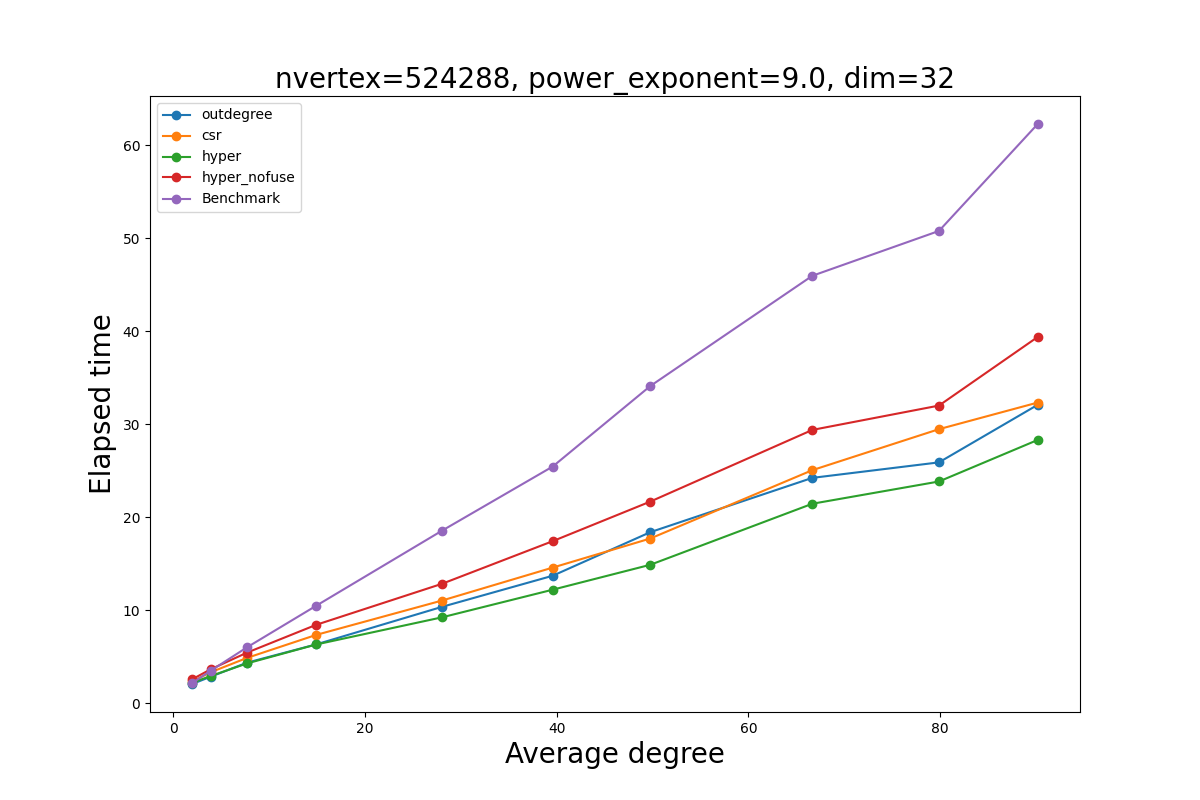 nvertex=524288, power_exponent=9.0, dim=32
outdegree
csr
hyper
hyper_nofuse
Benchmark
Elapsed time
60
50
40
30
20
10
0
0 20 40 60 80
Average degree